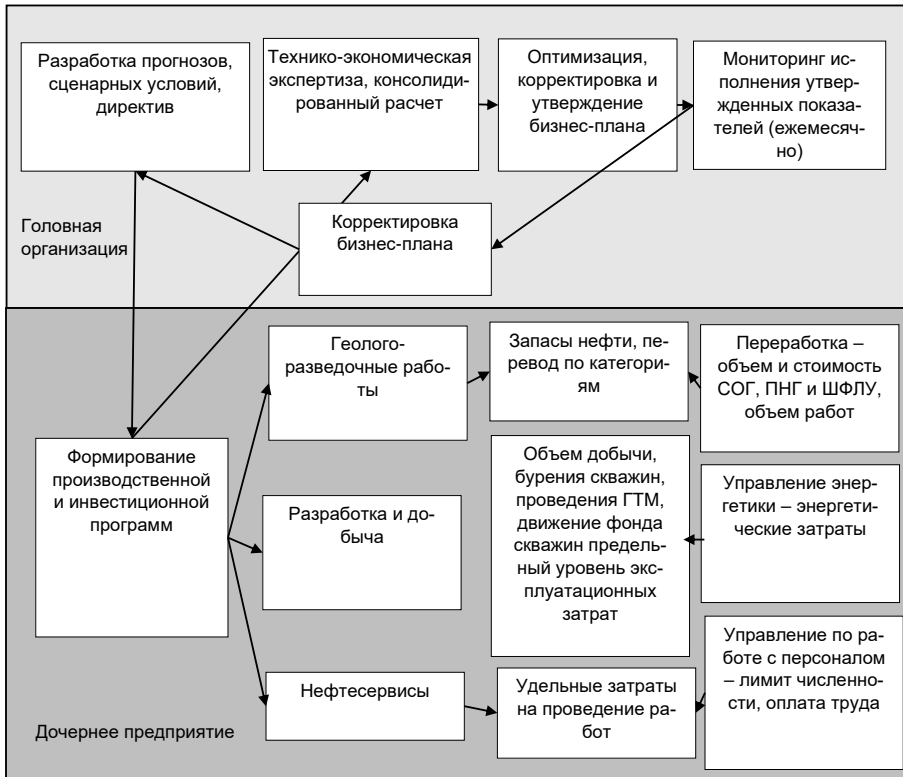 Разработка прогнозов,
сценарных условий,
директив
Технико-экономическая
экспертиза, консолиди-
рованный расчет
Оптимизация,
корректировка и
утверждение
бизнес-плана
Мониторинг ис-
полнения утвер-
жденных показа-
телей (ежемесяч-
но)
Головная
организация
Корректировка
бизнес-плана
Геолого-
разведочные рабо-
ты
Запасы нефти, пе-
ревод по категори-
ям
Переработка –
объем и стоимость
СОГ, ПНГ и ШФЛУ,
объем работ
Формирование
производственной
и инвестиционной
программ
Разработка и до-
быча
Объем добычи,
бурения скважин,
проведения ГТМ,
движение фонда
скважин предель-
ный уровень экс-
плуатационных
затрат
Управление энер-
гетики – энергети-
ческие затраты
Нефтесервисы
Удельные затраты
на проведение ра-
бот
Управление по ра-
боте с персоналом
– лимит численно-
сти, оплата труда
Дочернее предприятие